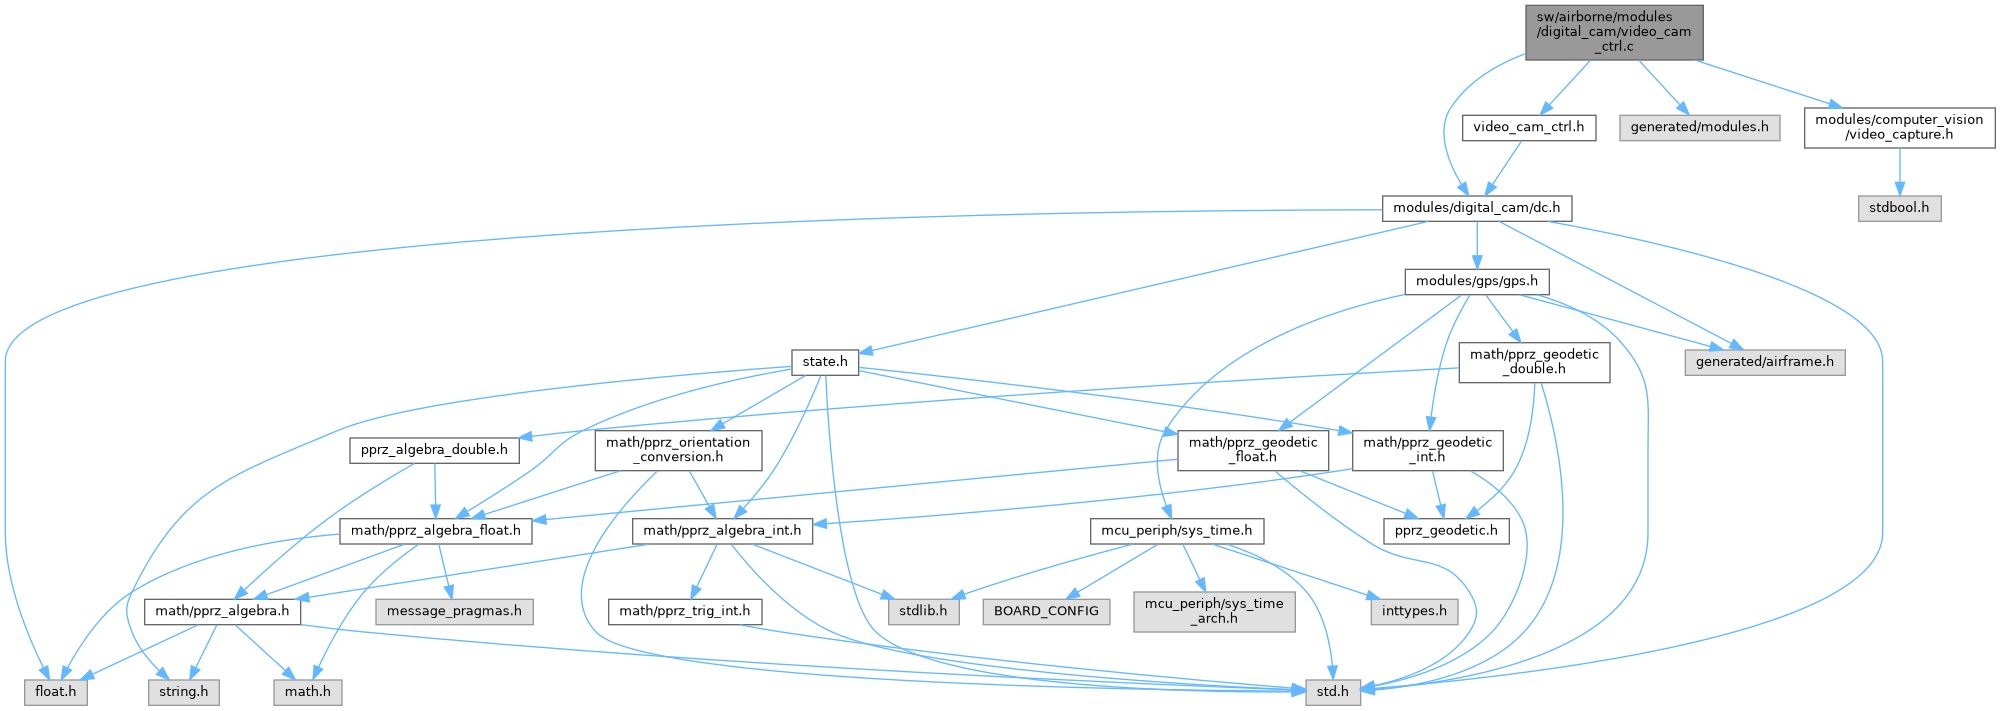 sw/airborne/modules
/digital_cam/video_cam
_ctrl.c
video_cam_ctrl.h
generated/modules.h
modules/computer_vision
/video_capture.h
modules/digital_cam/dc.h
stdbool.h
modules/gps/gps.h
state.h
math/pprz_geodetic
_double.h
generated/airframe.h
pprz_algebra_double.h
math/pprz_orientation
_conversion.h
math/pprz_geodetic
_float.h
math/pprz_geodetic
_int.h
math/pprz_algebra_float.h
math/pprz_algebra_int.h
mcu_periph/sys_time.h
pprz_geodetic.h
math/pprz_algebra.h
message_pragmas.h
math/pprz_trig_int.h
stdlib.h
BOARD_CONFIG
mcu_periph/sys_time
_arch.h
inttypes.h
float.h
string.h
math.h
std.h